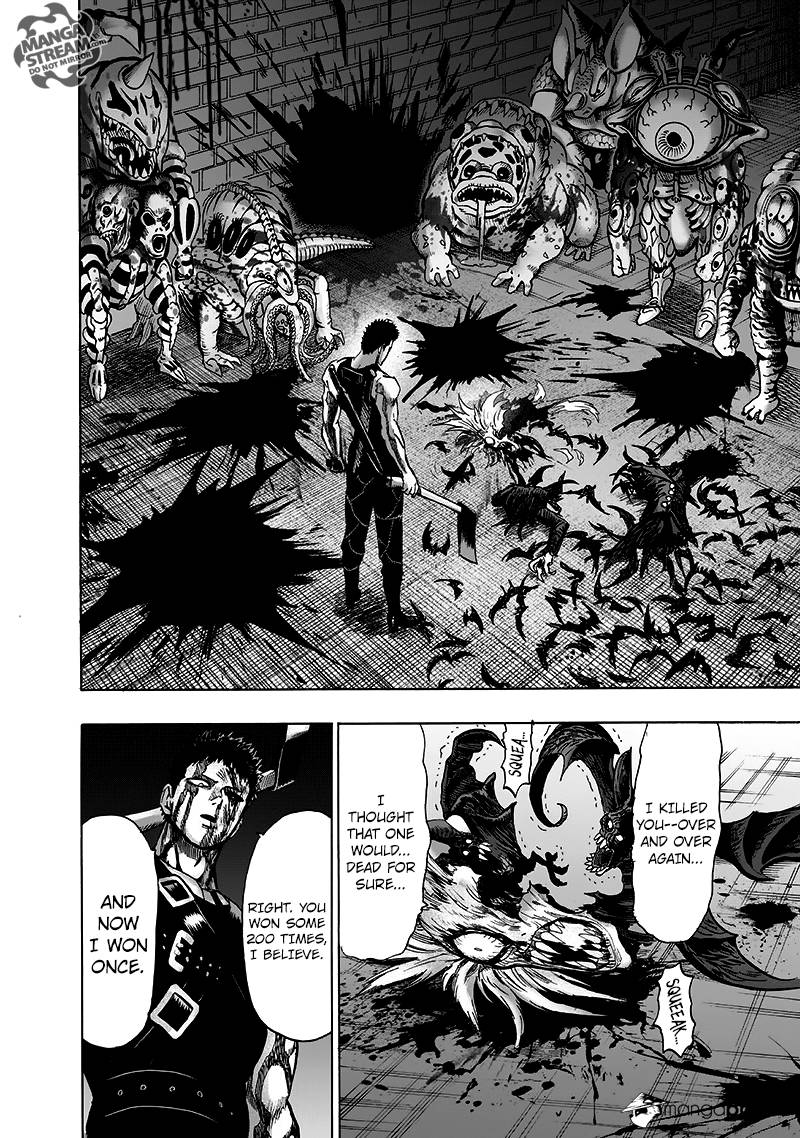 MANGA
STREAM.COM
DO NOT MIRROR
SQUEA...
I KILLED
YOU--OVER
AND OVER
AGAIN...
I
THOUGHT
THAT ONE
WOULD...
DEAD FOR
SURE...
SQUEEAK...
RIGHT. YOU
WON SOME
200 TIMES,
I BELIEVE.
AND
NOW
I WON
ONCE.